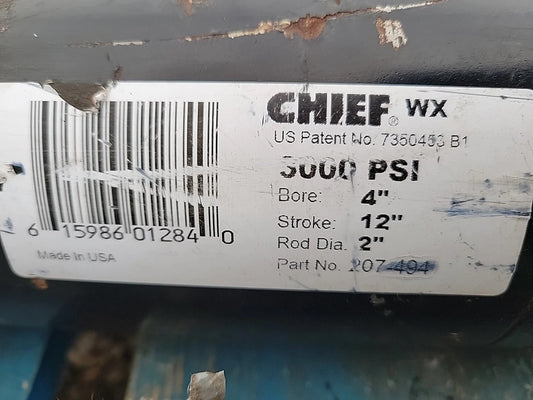 CHIEF® WX
US Patent No. 7350453 B1
3000 PSI
Bore: 4"
Stroke: 12"
Rod Dia. 2"
Part No. 207-494
6 15986 01284 0
Made In USA